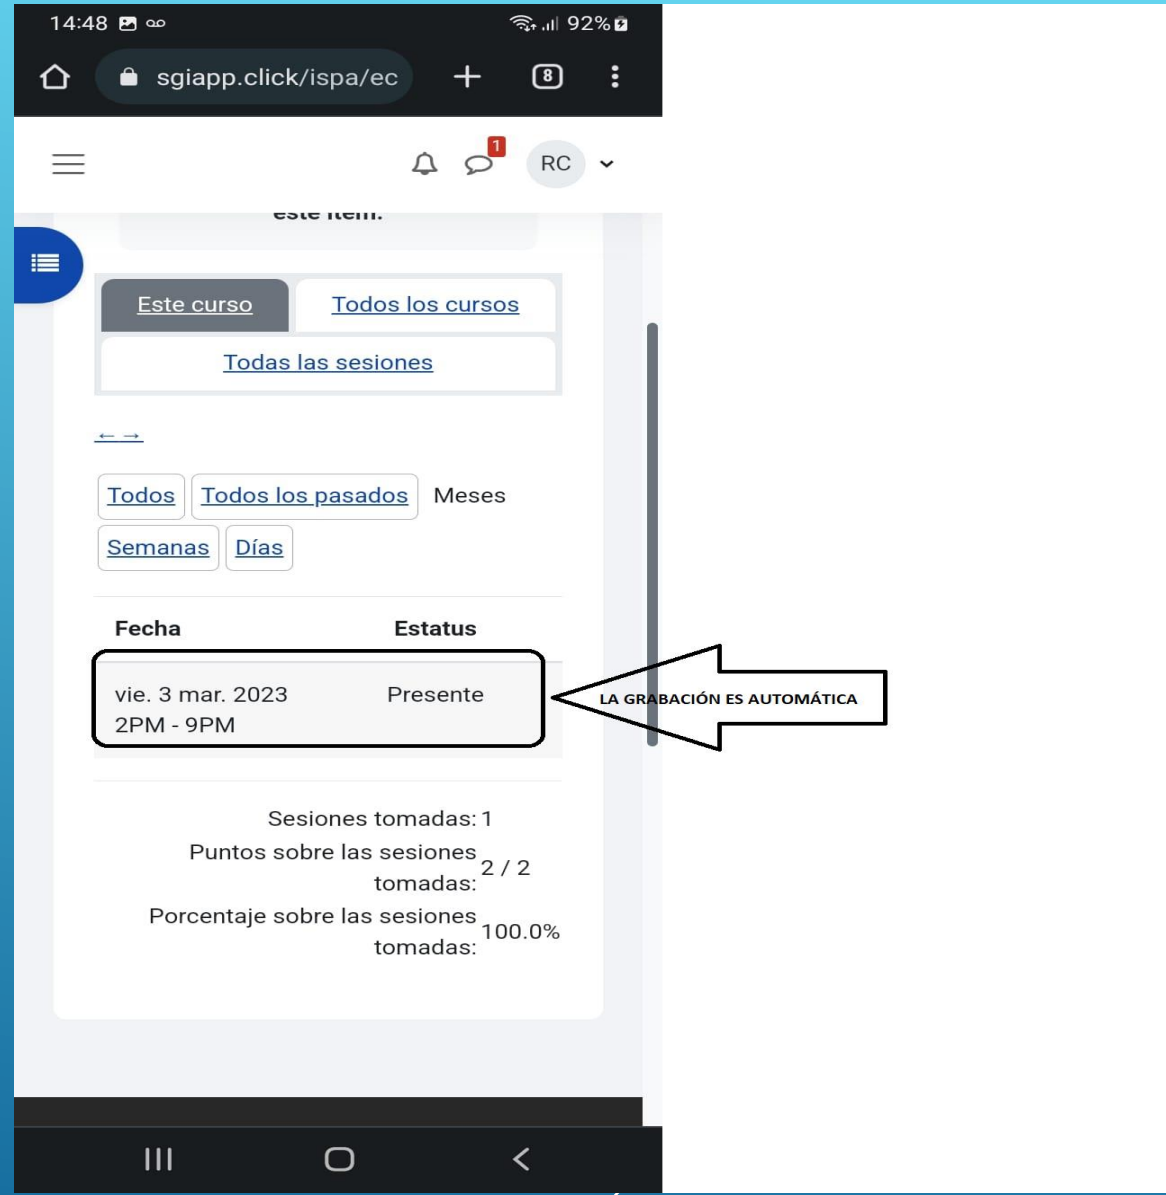 14:48 92%
sgiapp.click/ispa/ec 8
1
RC
este ítem.
Este curso Todos los cursos
Todas las sesiones
←→
Todos Todos los pasados Meses
Semanas Días
Fecha Estatus
vie. 3 mar. 2023 Presente
2PM - 9PM
LA GRABACIÓN ES AUTOMÁTICA
Sesiones tomadas: 1
Puntos sobre las sesiones
tomadas: 2 / 2
Porcentaje sobre las sesiones
tomadas: 100.0%